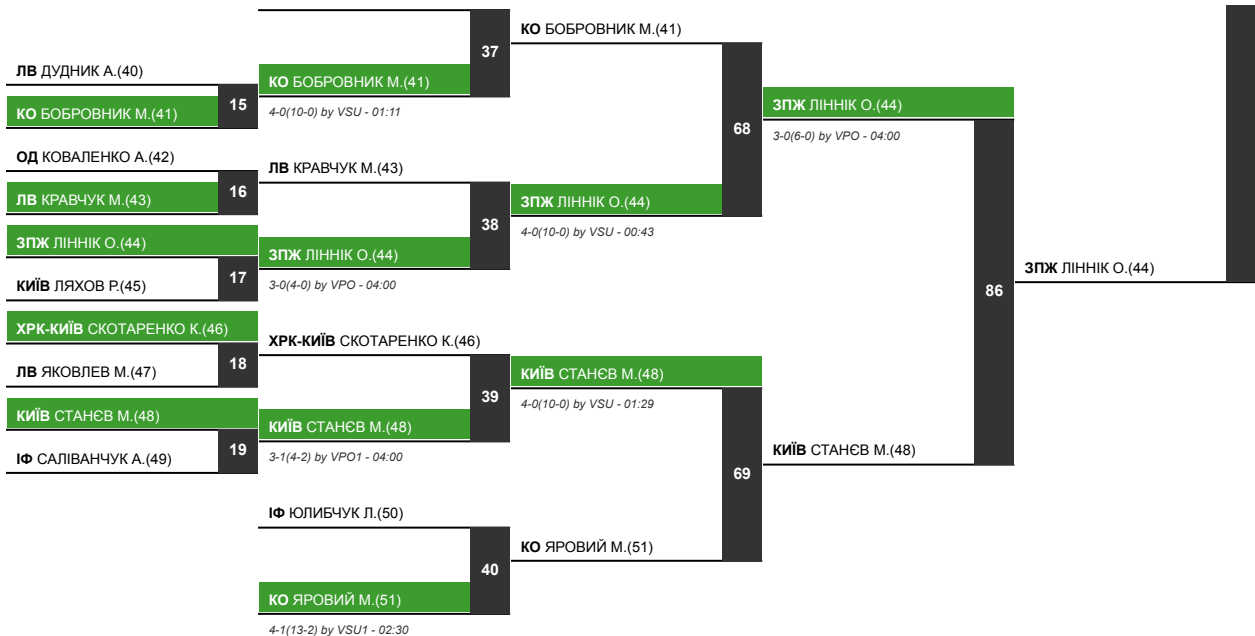 ЛВ ДУДНИК А.(40)
КО БОБРОВНИК М.(41)
15
ОД КОВАЛЕНКО А.(42)
ЛВ КРАВЧУК М.(43)
16
ЗПЖ ЛІННІК О.(44)
КИЇВ ЛЯХОВ Р.(45)
17
ХРК-КИЇВ СКОТАРЕНКО К.(46)
ЛВ ЯКОВЛЕВ М.(47)
18
КИЇВ СТАНЄВ М.(48)
ІФ САЛІВАНЧУК А.(49)
19
КО БОБРОВНИК М.(41)
4-0(10-0) by VSU - 01:11
37
ЛВ КРАВЧУК М.(43)
ЗПЖ ЛІННІК О.(44)
3-0(4-0) by VPO - 04:00
38
ХРК-КИЇВ СКОТАРЕНКО К.(46)
КИЇВ СТАНЄВ М.(48)
3-1(4-2) by VPO1 - 04:00
39
ІФ ЮЛИБЧУК Л.(50)
КО ЯРОВИЙ М.(51)
4-1(13-2) by VSU1 - 02:30
40
КО БОБРОВНИК М.(41)
ЗПЖ ЛІННІК О.(44)
4-0(10-0) by VSU - 00:43
68
КИЇВ СТАНЄВ М.(48)
4-0(10-0) by VSU - 01:29
КО ЯРОВИЙ М.(51)
69
ЗПЖ ЛІННІК О.(44)
3-0(6-0) by VPO - 04:00
КИЇВ СТАНЄВ М.(48)
86
ЗПЖ ЛІННІК О.(44)